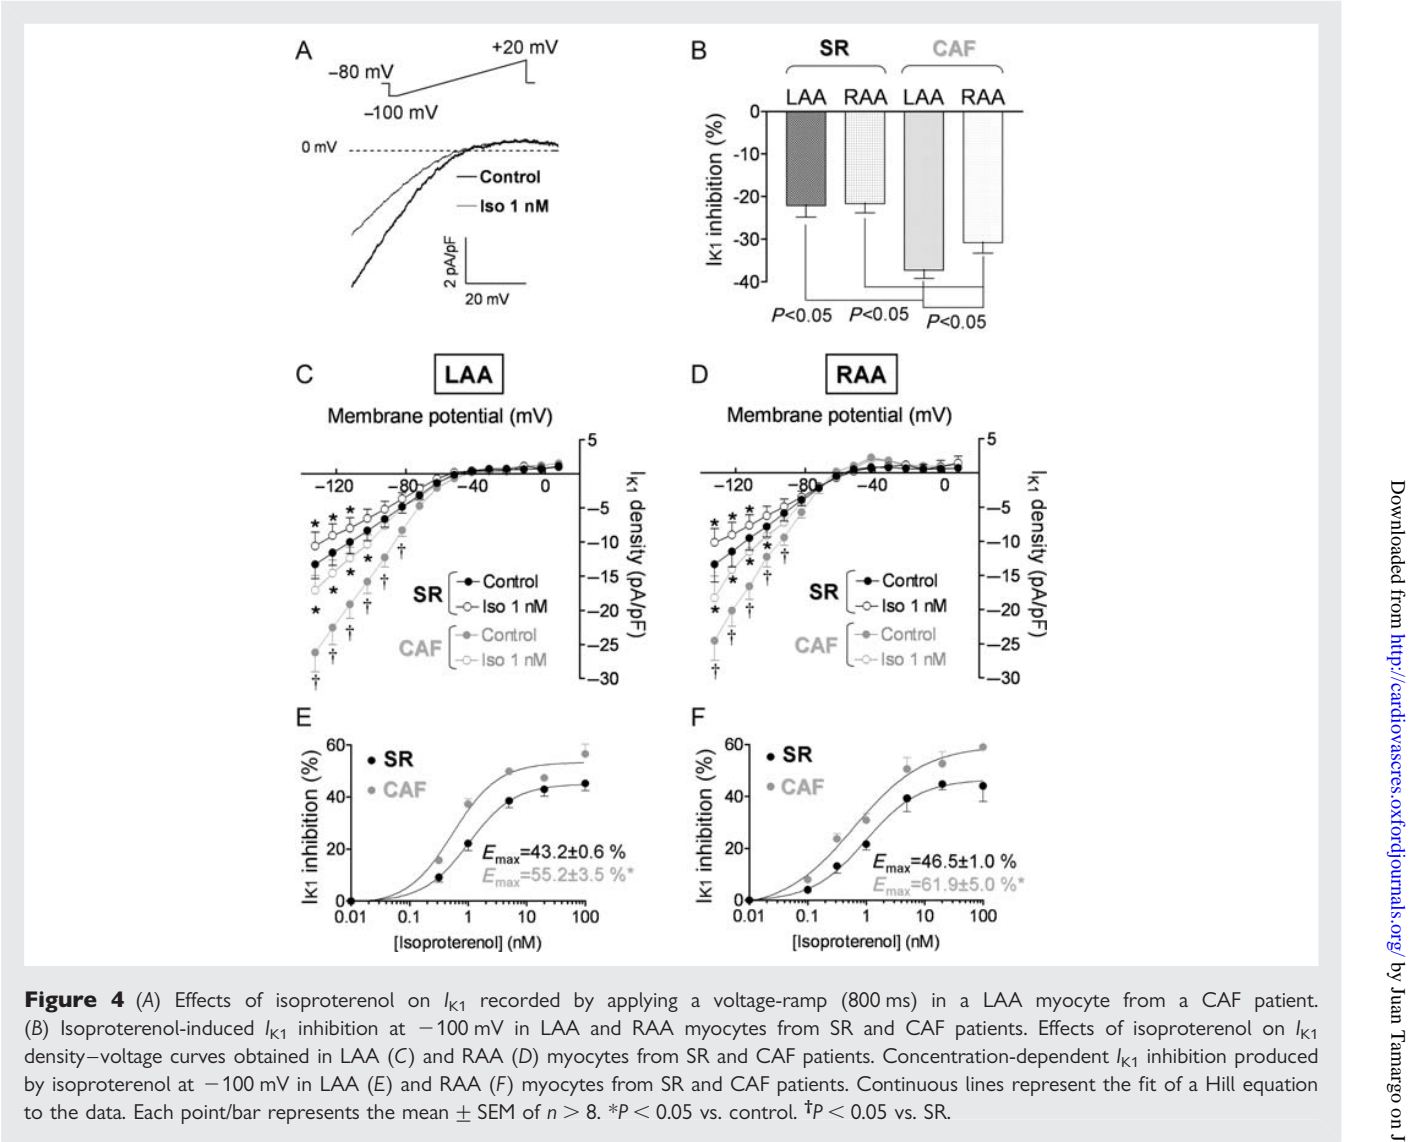 A
+20 mV
−80 mV
−100 mV
0 mV
Control
Iso 1 nM
2 pA/pF
20 mV
B
SR
CAF
LAA RAA LAA RAA
IK1 inhibition (%)
0
-10
-20
-30
-40
P<0.05
P<0.05
P<0.05
C
LAA
Membrane potential (mV)
5
−120 −80 −40 0
−5
−10
−15
−20
−25
−30
IK1 density (pA/pF)
* * *
* * * *
† † † † † †
SR
Control
Iso 1 nM
CAF
Control
Iso 1 nM
D
RAA
Membrane potential (mV)
5
−120 −80 −40 0
−5
−10
−15
−20
−25
−30
IK1 density (pA/pF)
* * *
* * * *
† † † † †
SR
Control
Iso 1 nM
CAF
Control
Iso 1 nM
E
IK1 inhibition (%)
60
40
20
0
SR
CAF
Emax=43.2±0.6 %
Emax=55.2±3.5 %*
0.01 0.1 1 10 100
[Isoproterenol] (nM)
F
IK1 inhibition (%)
60
40
20
0
SR
CAF
Emax=46.5±1.0 %
Emax=61.9±5.0 %*
0.01 0.1 1 10 100
[Isoproterenol] (nM)
Figure 4 (A) Effects of isoproterenol on IK1 recorded by applying a voltage-ramp (800 ms) in a LAA myocyte from a CAF patient.
(B) Isoproterenol-induced IK1 inhibition at −100 mV in LAA and RAA myocytes from SR and CAF patients. Effects of isoproterenol on IK1
density–voltage curves obtained in LAA (C) and RAA (D) myocytes from SR and CAF patients. Concentration-dependent IK1 inhibition produced
by isoproterenol at −100 mV in LAA (E) and RAA (F) myocytes from SR and CAF patients. Continuous lines represent the fit of a Hill equation
to the data. Each point/bar represents the mean ± SEM of n > 8. *P < 0.05 vs. control. †P < 0.05 vs. SR.
Downloaded from http://cardiovascres.oxfordjournals.org/ by Juan Tamargo on J